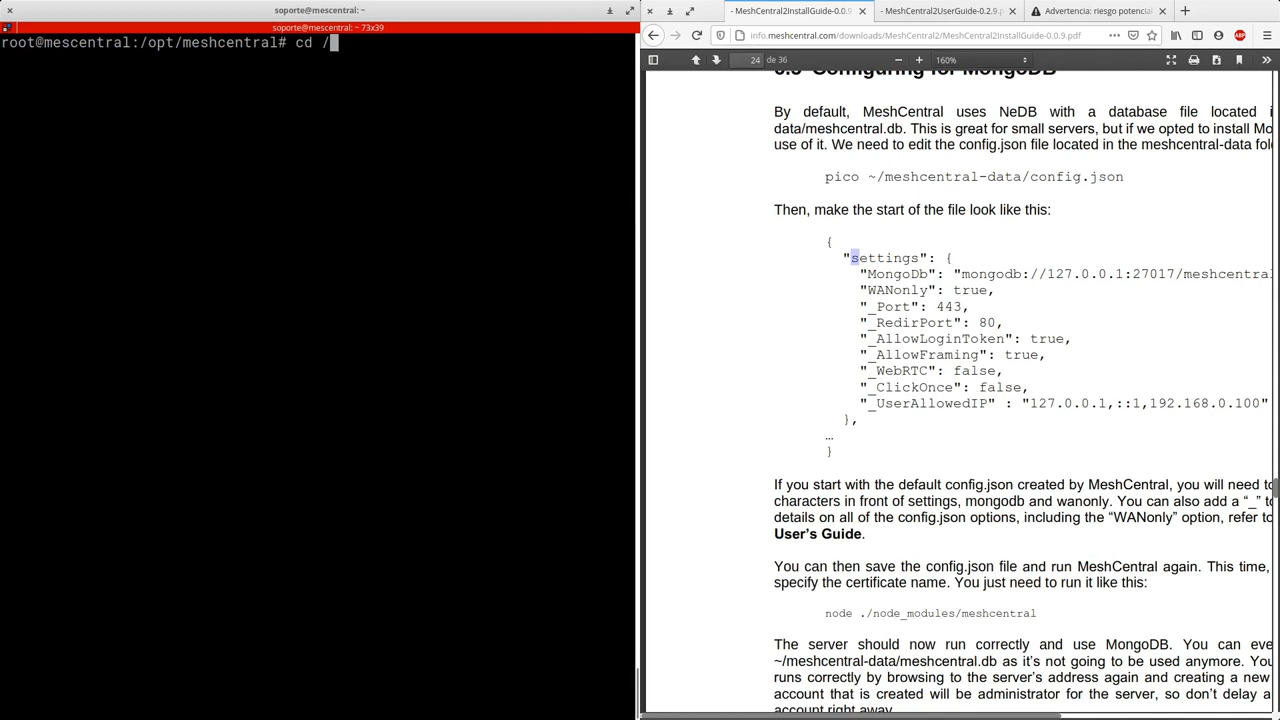 soporte@mescentral: ~
soporte@mescentral: ~ 73x39
root@mescentral:/opt/meshcentral# cd /
- MeshCentral2InstallGuide-0.0.9
- MeshCentral2UserGuide-0.2.9.p
Advertencia: riesgo potencial
info.meshcentral.com/downloads/MeshCentral2/MeshCentral2InstallGuide-0.0.9.pdf
24 de 36
160%
Configuring for MongoDB
By default, MeshCentral uses NeDB with a database file located i
data/meshcentral.db. This is great for small servers, but if we opted to install Mo
use of it. We need to edit the config.json file located in the meshcentral-data fol
pico ~/meshcentral-data/config.json
Then, make the start of the file look like this:
{
"settings": {
"MongoDb": "mongodb://127.0.0.1:27017/meshcentral
"WANonly": true,
"_Port": 443,
"_RedirPort": 80,
"_AllowLoginToken": true,
"_AllowFraming": true,
"_WebRTC": false,
"_ClickOnce": false,
"_UserAllowedIP" : "127.0.0.1,::1,192.168.0.100"
},
…
}
If you start with the default config.json created by MeshCentral, you will need to
characters in front of settings, mongodb and wanonly. You can also add a “_” to
details on all of the config.json options, including the “WANonly” option, refer to
User’s Guide.
You can then save the config.json file and run MeshCentral again. This time,
specify the certificate name. You just need to run it like this:
node ./node_modules/meshcentral
The server should now run correctly and use MongoDB. You can eve
~/meshcentral-data/meshcentral.db as it’s not going to be used anymore. You
runs correctly by browsing to the server’s address again and creating a new
account that is created will be administrator for the server, so don’t delay a
account right away.